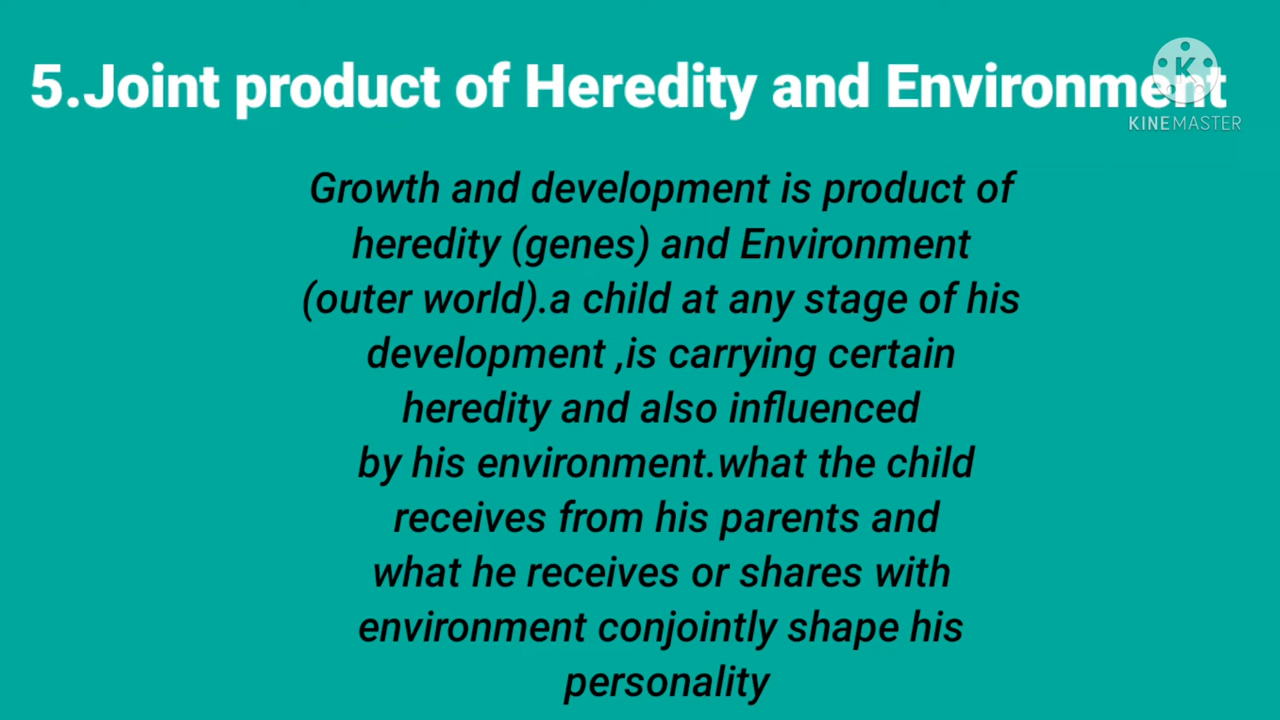 5.Joint product of Heredity and Environment
K
KINEMASTER
Growth and development is product of
heredity (genes) and Environment
(outer world).a child at any stage of his
development ,is carrying certain
heredity and also influenced
by his environment.what the child
receives from his parents and
what he receives or shares with
environment conjointly shape his
personality